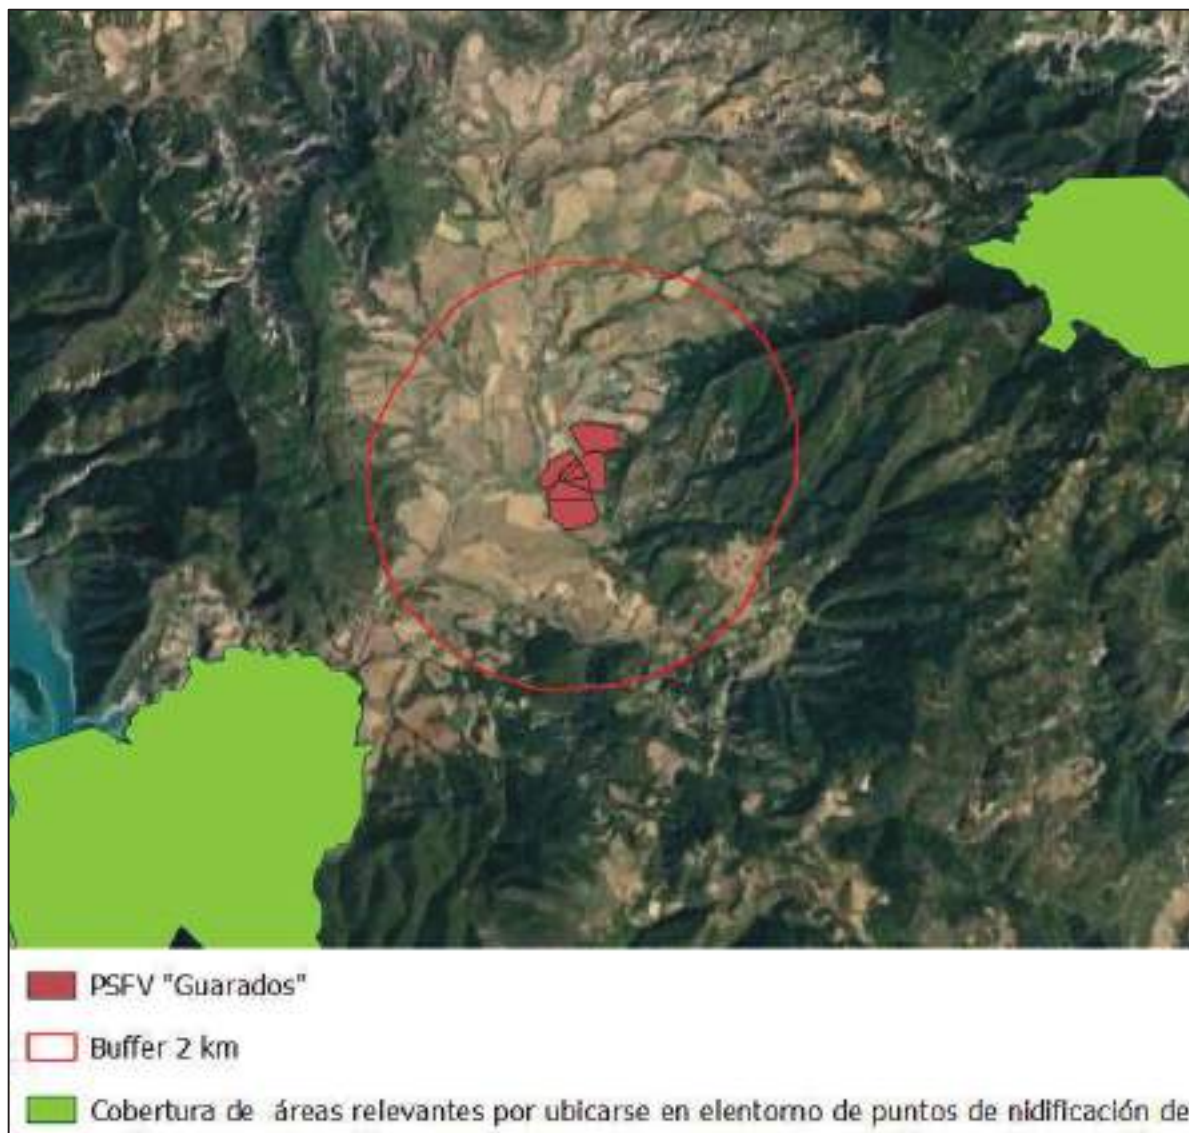 PSFV "Guarados"
Buffer 2 km
Cobertura de áreas relevantes por ubicarse en elentorno de puntos de nidificación de